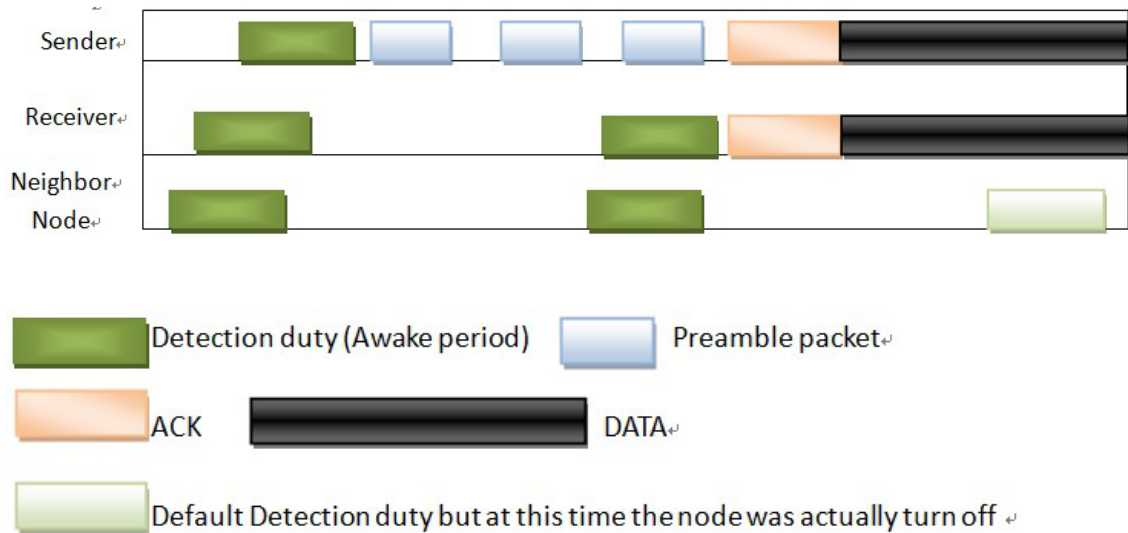 Sender
Receiver
Neighbor
Node
Detection duty (Awake period)
Preamble packet
ACK
DATA
Default Detection duty but at this time the node was actually turn off